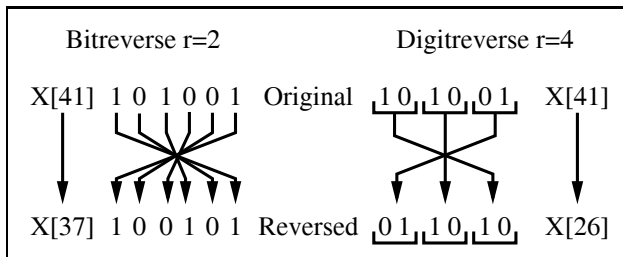 Bitreverse r=2 Digitreverse r=4
X[41] 1 0 1 0 0 1 Original 1 0 1 0 0 1 X[41]
X[37] 1 0 0 1 0 1 Reversed 0 1 1 0 1 0 X[26]